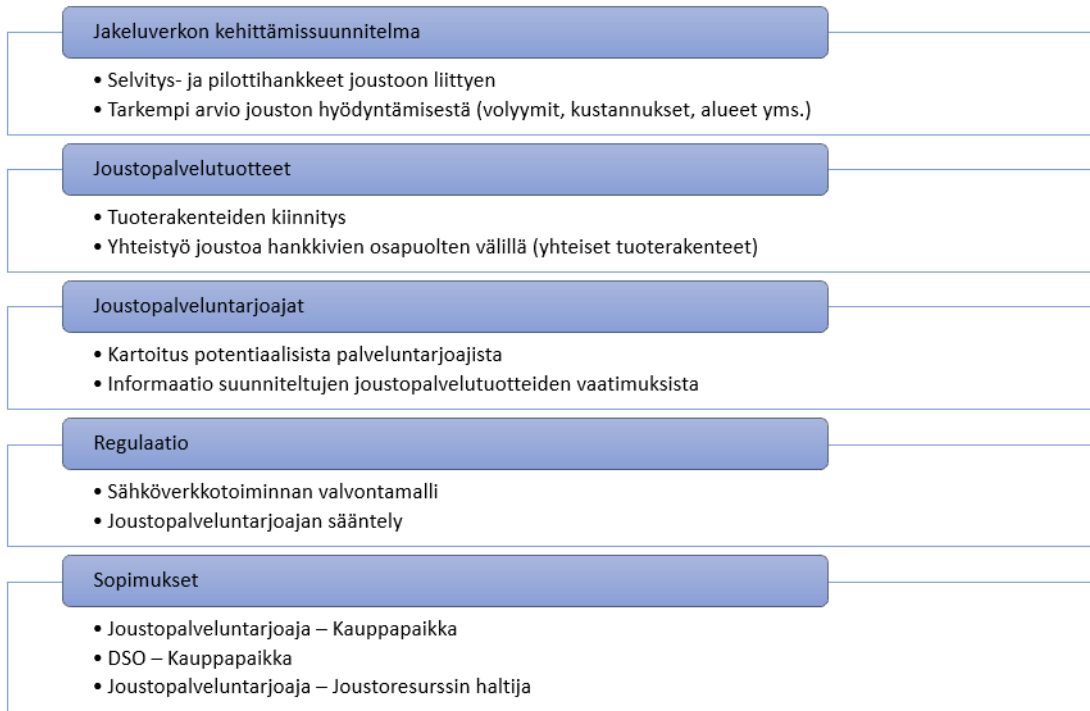 Jakeluverkon kehittämissuunnitelma
• Selvitys- ja pilottihankkeet joustoon liittyen
• Tarkempi arvio jouston hyödyntämisestä (volyymit, kustannukset, alueet yms.)
Joustopalvelutuotteet
• Tuoterakenteiden kiinnitys
• Yhteistyö joustoa hankkivien osapuolten välillä (yhteiset tuoterakenteet)
Joustopalveluntarjoajat
• Kartoitus potentiaalisista palveluntarjoajista
• Informaatio suunniteltujen joustopalvelutuotteiden vaatimuksista
Regulaatio
• Sähköverkkotoiminnan valvontamalli
• Joustopalveluntarjoajan sääntely
Sopimukset
• Joustopalveluntarjoaja – Kauppapaikka
• DSO – Kauppapaikka
• Joustopalveluntarjoaja – Joustoresurssin haltija